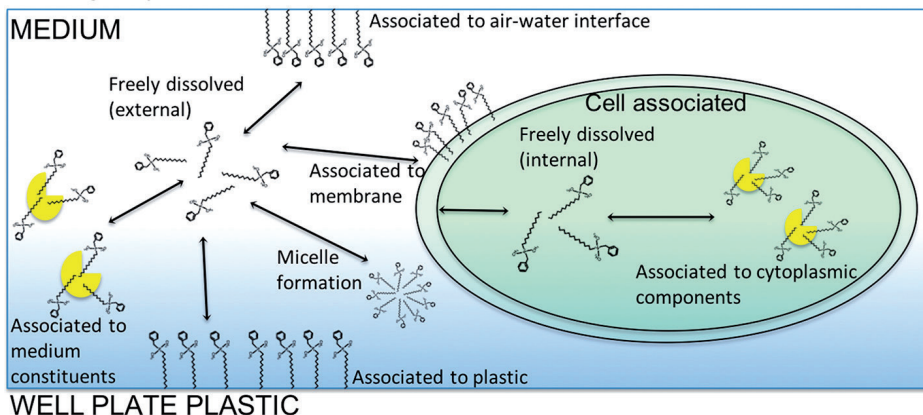 MEDIUM
Associated to air-water interface
Freely dissolved
(external)
Cell associated
Freely dissolved
(internal)
Associated to
membrane
Micelle
formation
Associated to cytoplasmic
components
Associated to
medium
constituents
Associated to plastic
WELL PLATE PLASTIC